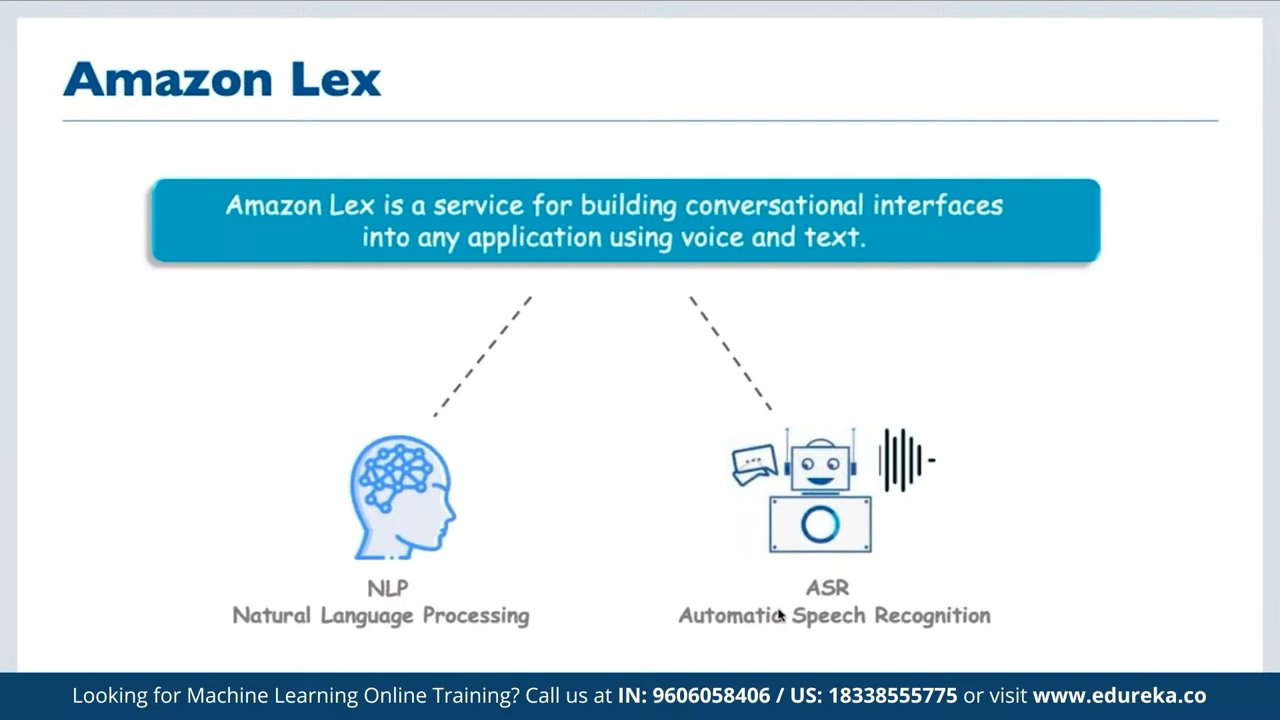 Amazon Lex
Amazon Lex is a service for building conversational interfaces
into any application using voice and text.
NLP
Natural Language Processing
ASR
Automatic Speech Recognition
Looking for Machine Learning Online Training? Call us at IN: 9606058406 / US: 18338555775 or visit www.edureka.co